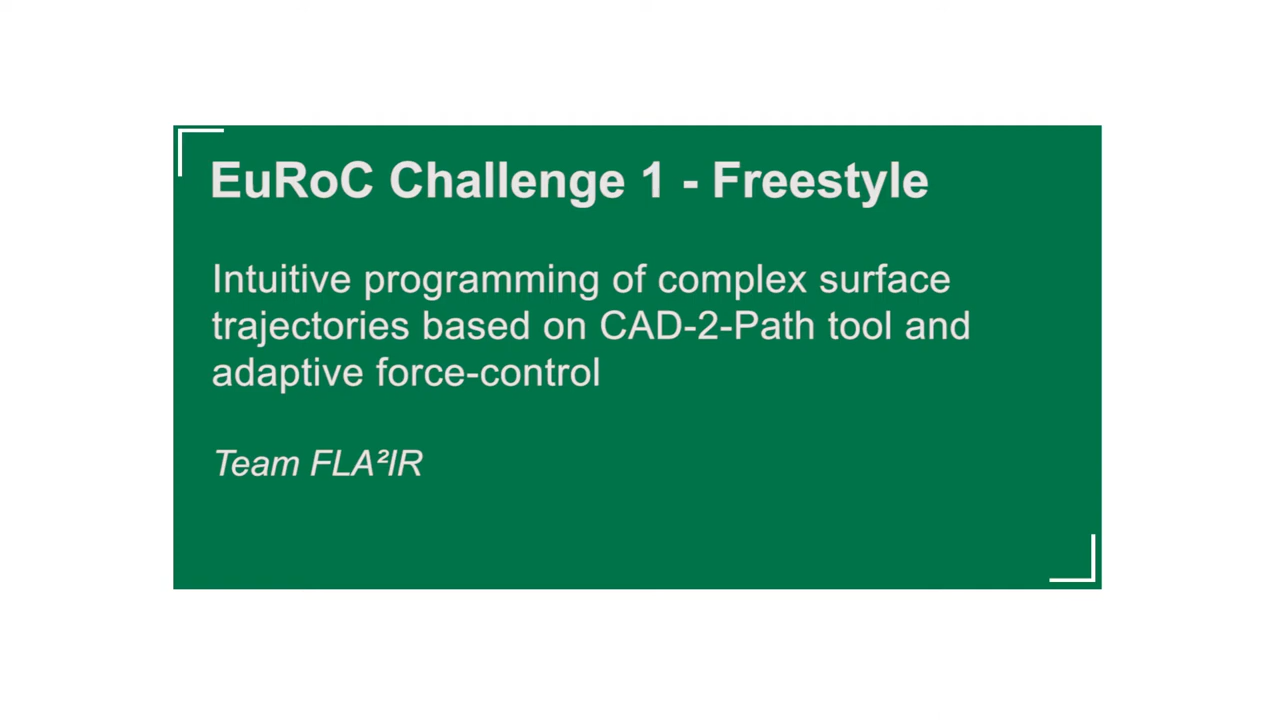 EuRoC Challenge 1 - Freestyle
Intuitive programming of complex surface
trajectories based on CAD-2-Path tool and
adaptive force-control
Team FLA²IR